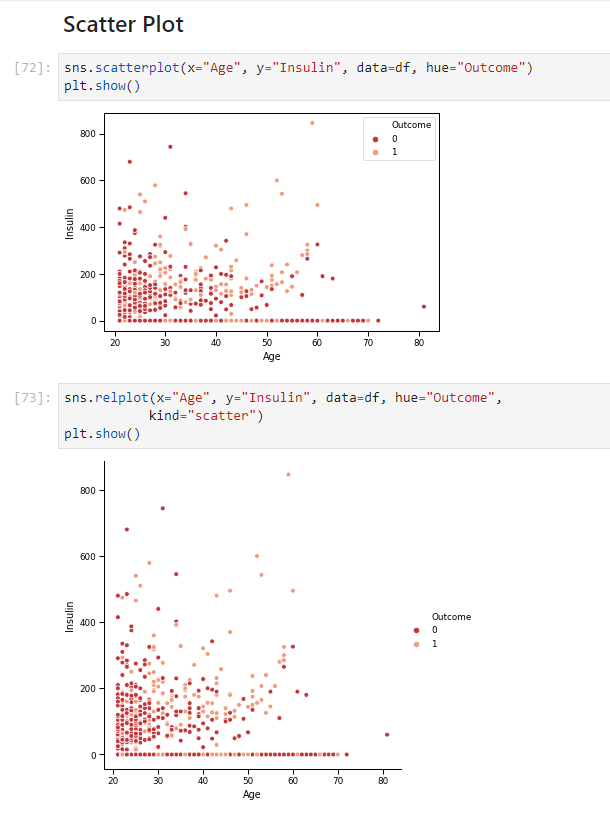 Scatter Plot
[72]:
sns.scatterplot(x="Age", y="Insulin", data=df, hue="Outcome")
plt.show()
Outcome
0
1
800
600
400
200
0
Insulin
20 30 40 50 60 70 80
Age
[73]:
sns.relplot(x="Age", y="Insulin", data=df, hue="Outcome",
kind="scatter")
plt.show()
800
600
400
200
0
Insulin
Outcome
0
1
20 30 40 50 60 70 80
Age